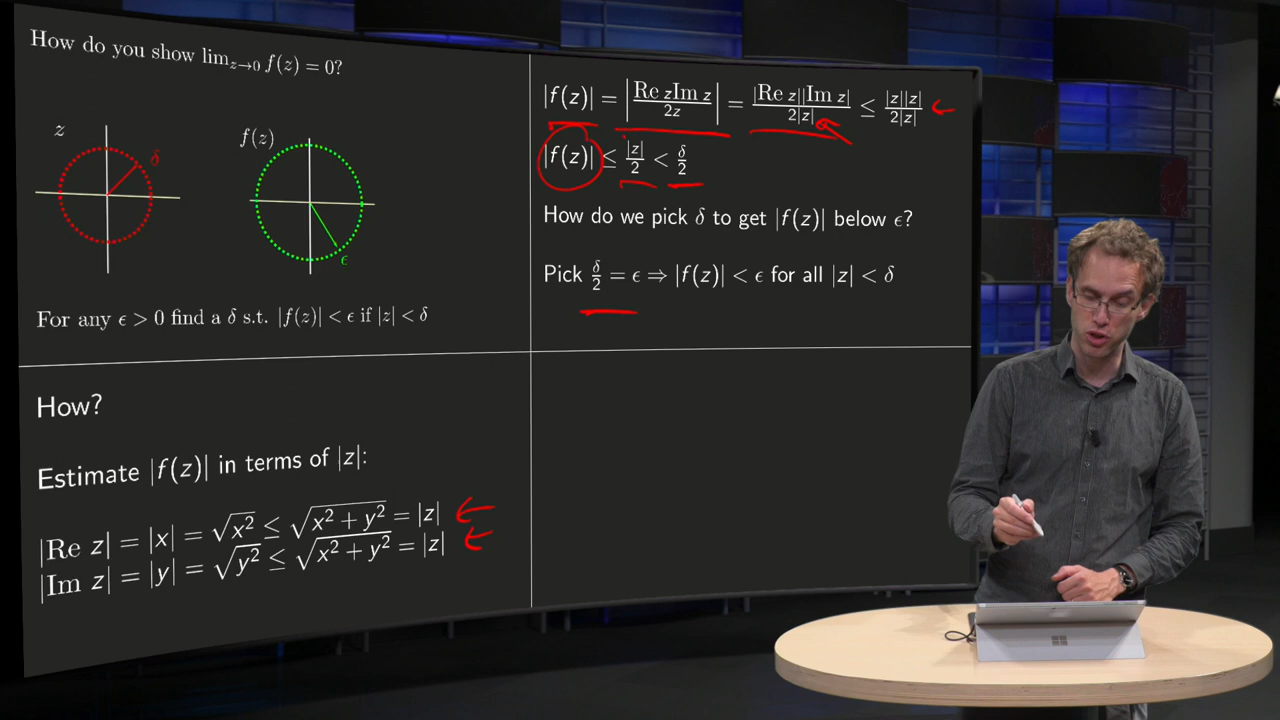 How do you show lim_{z→0} f(z) = 0?
z
δ
f(z)
ϵ
For any ϵ > 0 find a δ s.t. |f(z)| < ϵ if |z| < δ
|f(z)| = |Re zIm z / 2z| = |Re z||Im z| / 2|z| ≤ |z||z| / 2|z|
|f(z)| ≤ |z|/2 < δ/2
How do we pick δ to get |f(z)| below ϵ?
Pick δ/2 = ϵ ⇒ |f(z)| < ϵ for all |z| < δ
How?
Estimate |f(z)| in terms of |z|:
|Re z| = |x| = √x² ≤ √x² + y² = |z|
|Im z| = |y| = √y² ≤ √x² + y² = |z|